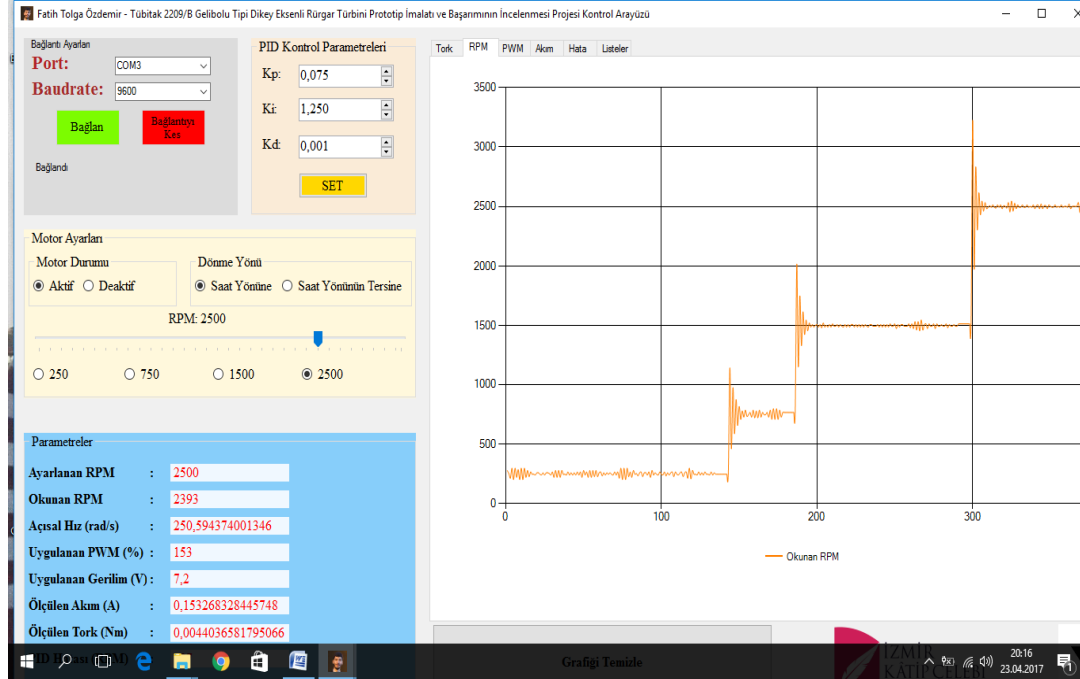 Fatih Tolga Özdemir - Tübitak 2209/B Gelibolu Tipi Dikey Eksenli Rürgar Türbini Prototip İmalatı ve Başarımının İncelenmesi Projesi Kontrol Arayüzü
Bağlantı Ayarları
Port: COM3
Baudrate: 9600
Bağlan
Bağlantıyı
Kes
Bağlandı
PID Kontrol Parametreleri
Kp: 0,075
Ki: 1,250
Kd: 0,001
SET
Motor Ayarları
Motor Durumu
Aktif Deaktif
Dönme Yönü
Saat Yönüne Saat Yönünün Tersine
RPM: 2500
250 750 1500 2500
Parametreler
Ayarlanan RPM : 2500
Okunan RPM : 2393
Açısal Hız (rad/s) : 250,594374001346
Uygulanan PWM (%) : 153
Uygulanan Gerilim (V) : 7,2
Ölçülen Akım (A) : 0,153268328445748
Ölçülen Tork (Nm) : 0,0044036581795066
Tork RPM PWM Akım Hata Listeler
3500
3000
2500
2000
1500
1000
500
0
0 100 200 300
Okunan RPM
Grafiği Temizle
İZMİR
KÂTİP ÇELEBİ
20:16
23.04.2017
1